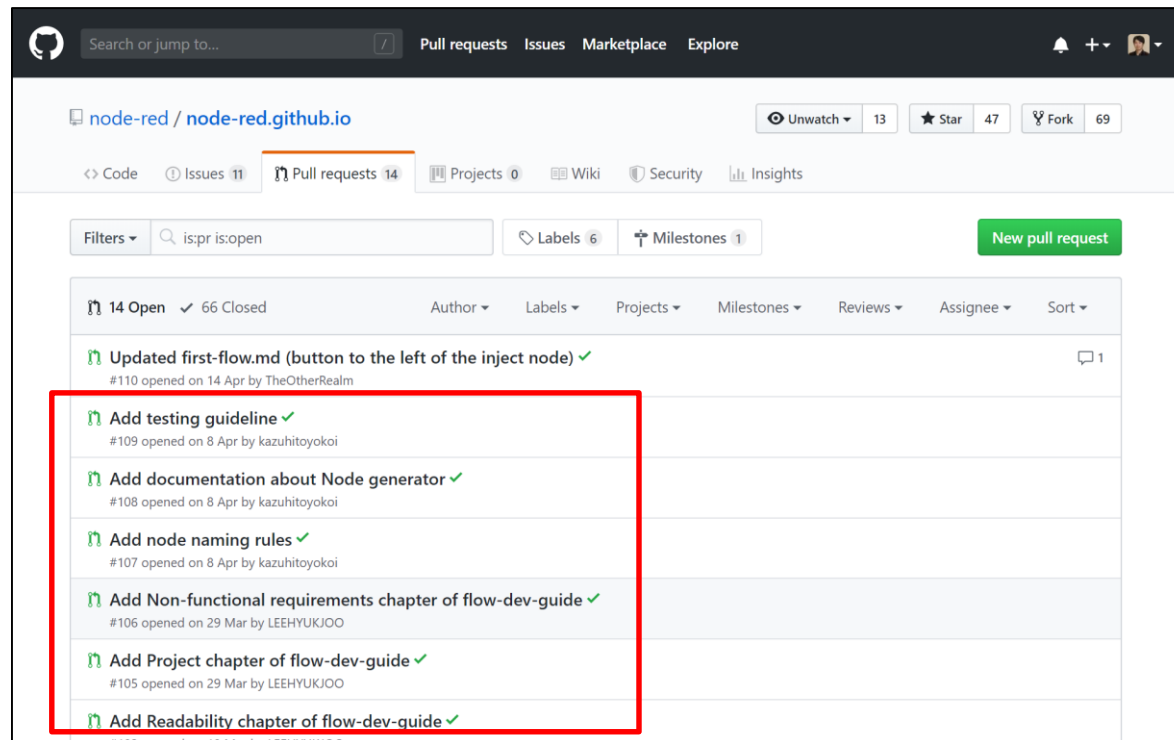 Search or jump to... / Pull requests Issues Marketplace Explore
node-red / node-red.github.io Unwatch 13 Star 47 Fork 69
Code Issues 11 Pull requests 14 Projects 0 Wiki Security Insights
Filters is:pr is:open Labels 6 Milestones 1 New pull request
14 Open 66 Closed Author Labels Projects Milestones Reviews Assignee Sort
Updated first-flow.md (button to the left of the inject node) 1
#110 opened on 14 Apr by TheOtherRealm
Add testing guideline
#109 opened on 8 Apr by kazuhitoyokoi
Add documentation about Node generator
#108 opened on 8 Apr by kazuhitoyokoi
Add node naming rules
#107 opened on 8 Apr by kazuhitoyokoi
Add Non-functional requirements chapter of flow-dev-guide
#106 opened on 29 Mar by LEEHYUKJOO
Add Project chapter of flow-dev-guide
#105 opened on 29 Mar by LEEHYUKJOO
Add Readability chapter of flow-dev-guide